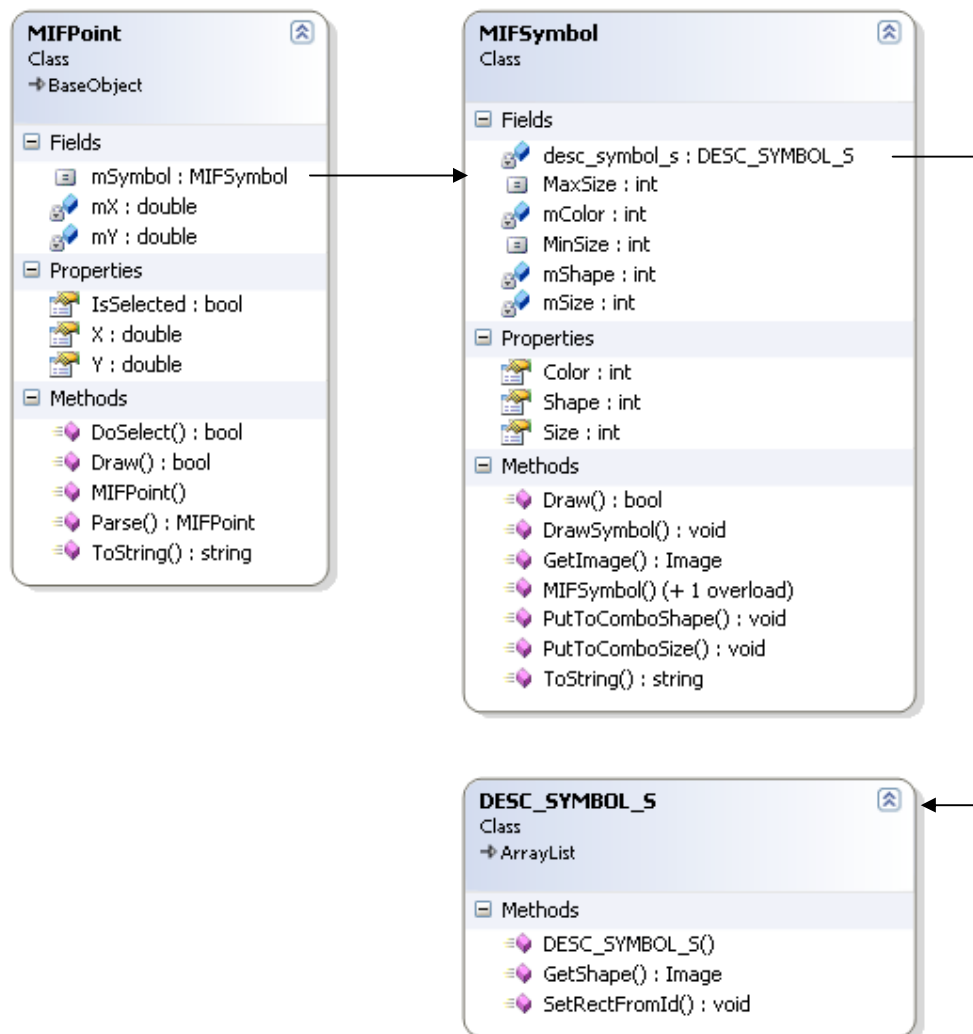 MIFPoint
Class
BaseObject
Fields
mSymbol : MIFSymbol
mX : double
mY : double
Properties
IsSelected : bool
X : double
Y : double
Methods
DoSelect() : bool
Draw() : bool
MIFPoint()
Parse() : MIFPoint
ToString() : string
MIFSymbol
Class
Fields
desc_symbol_s : DESC_SYMBOL_S
MaxSize : int
mColor : int
MinSize : int
mShape : int
mSize : int
Properties
Color : int
Shape : int
Size : int
Methods
Draw() : bool
DrawSymbol() : void
GetImage() : Image
MIFSymbol() (+ 1 overload)
PutToComboShape() : void
PutToComboSize() : void
ToString() : string
DESC_SYMBOL_S
Class
ArrayList
Methods
DESC_SYMBOL_S()
GetShape() : Image
SetRectFromId() : void